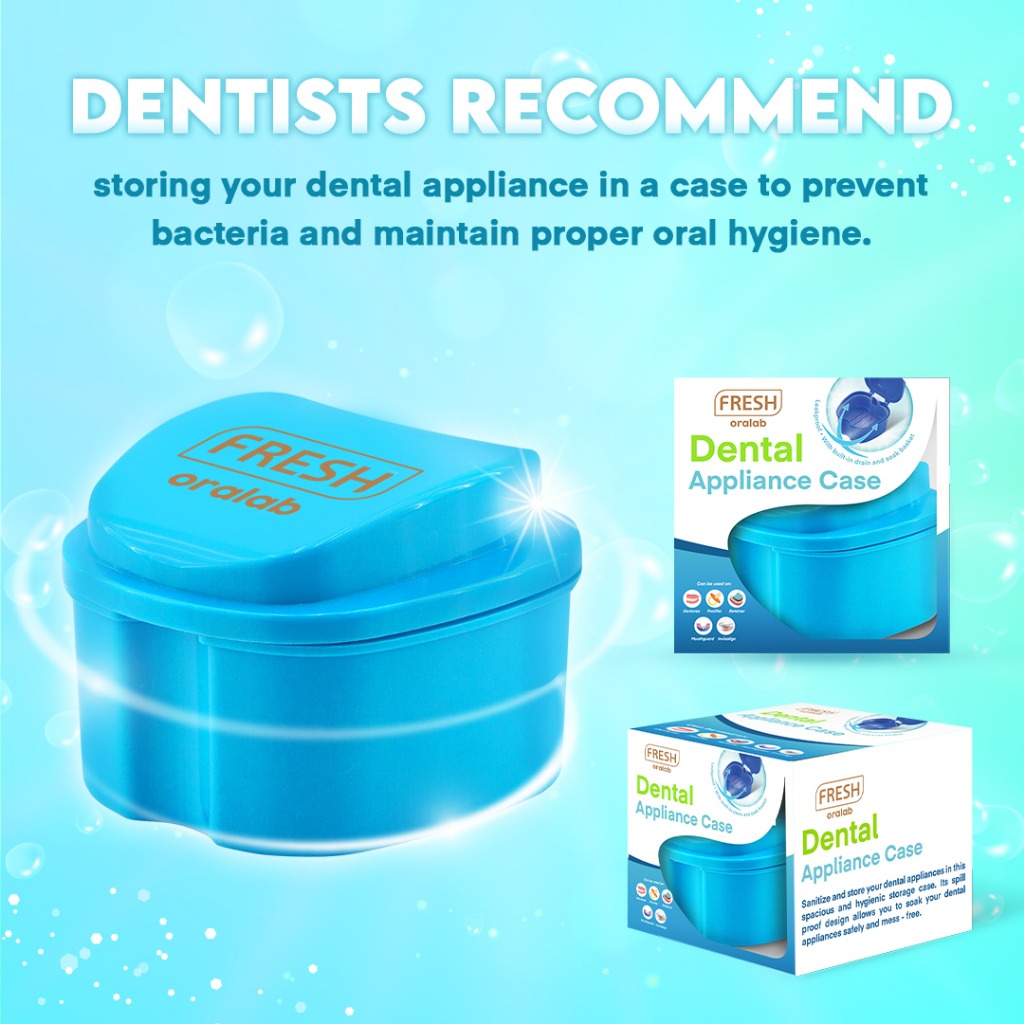 DENTISTS RECOMMEND
storing your dental appliance in a case to prevent
bacteria and maintain proper oral hygiene.
FRESH
oralab
FRESH
oralab
Dental
Appliance Case
Leakproof • With built-in drain and soak basket
Can be used on:
Dentures Pacifier Retainer
Mouthguard Invisalign
Dental
Appliance Case
FRESH
oralab
Dental
Appliance Case
FRESH
oralab
Dental
Appliance Case
Sanitize and store your dental appliances in this
spacious and hygienic storage case. Its spill
proof design allows you to soak your dental
appliances safely and mess - free.